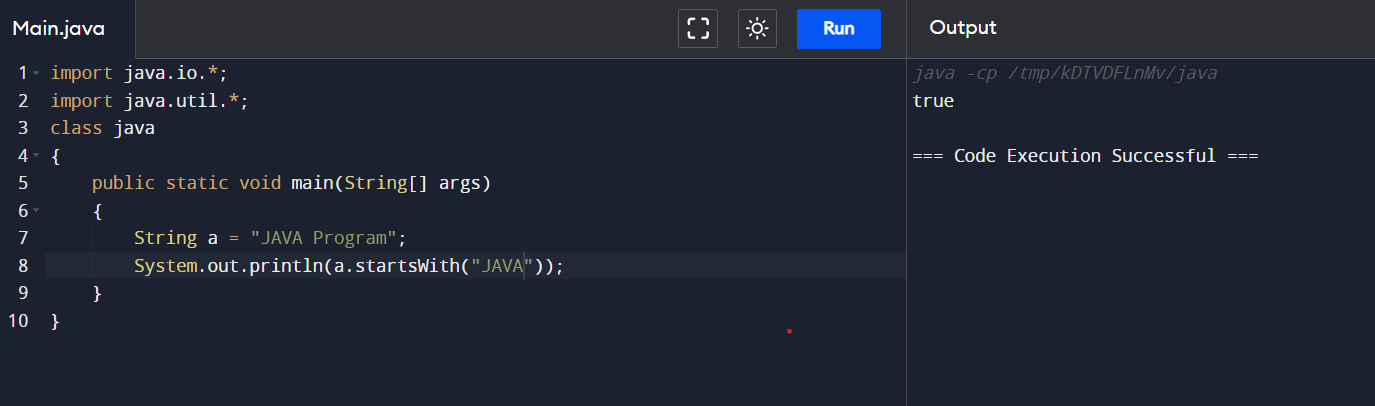 Main.java
Run
1 import java.io.*;
2 import java.util.*;
3 class java
4 {
5     public static void main(String[] args)
6     {
7         String a = "JAVA Program";
8         System.out.println(a.startsWith("JAVA"));
9     }
10 }
Output
java -cp /tmp/kDTVDFLnMv/java
true
=== Code Execution Successful ===